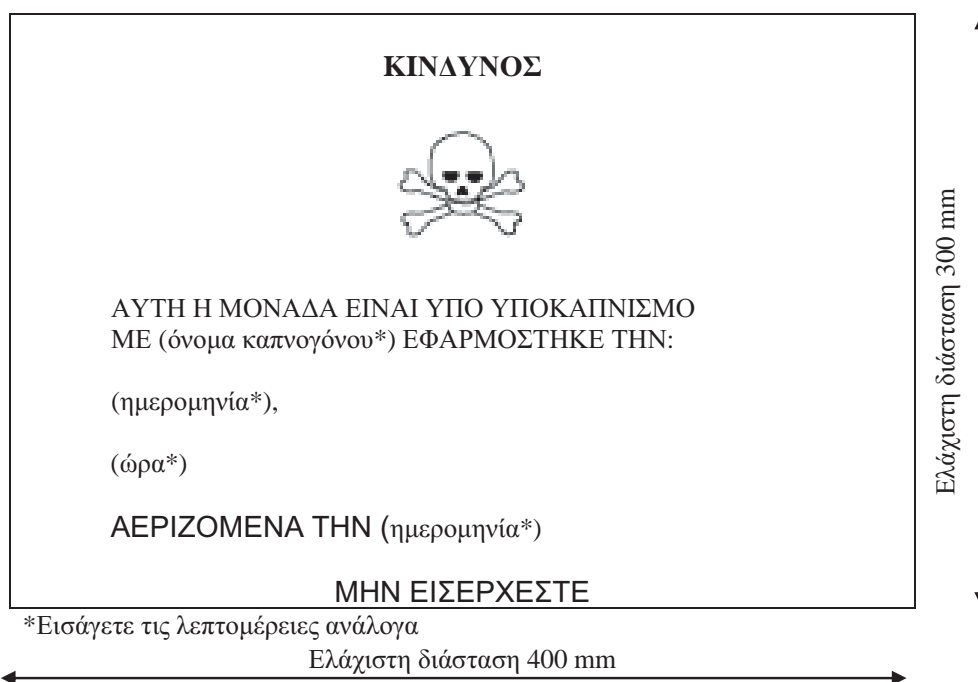 ΚΙΝΔΥΝΟΣ
ΑΥΤΗ Η ΜΟΝΑΔΑ ΕΙΝΑΙ ΥΠΟ ΥΠΟΚΑΠΝΙΣΜΟ
ΜΕ (όνομα καπνογόνου*) ΕΦΑΡΜΟΣΤΗΚΕ ΤΗΝ:
(ημερομηνία*),
(ώρα*)
ΑΕΡΙΖΟΜΕΝΑ ΤΗΝ (ημερομηνία*)
ΜΗΝ ΕΙΣΕΡΧΕΣΤΕ
*Εισάγετε τις λεπτομέρειες ανάλογα
Ελάχιστη διάσταση 400 mm
Ελάχιστη διάσταση 300 mm